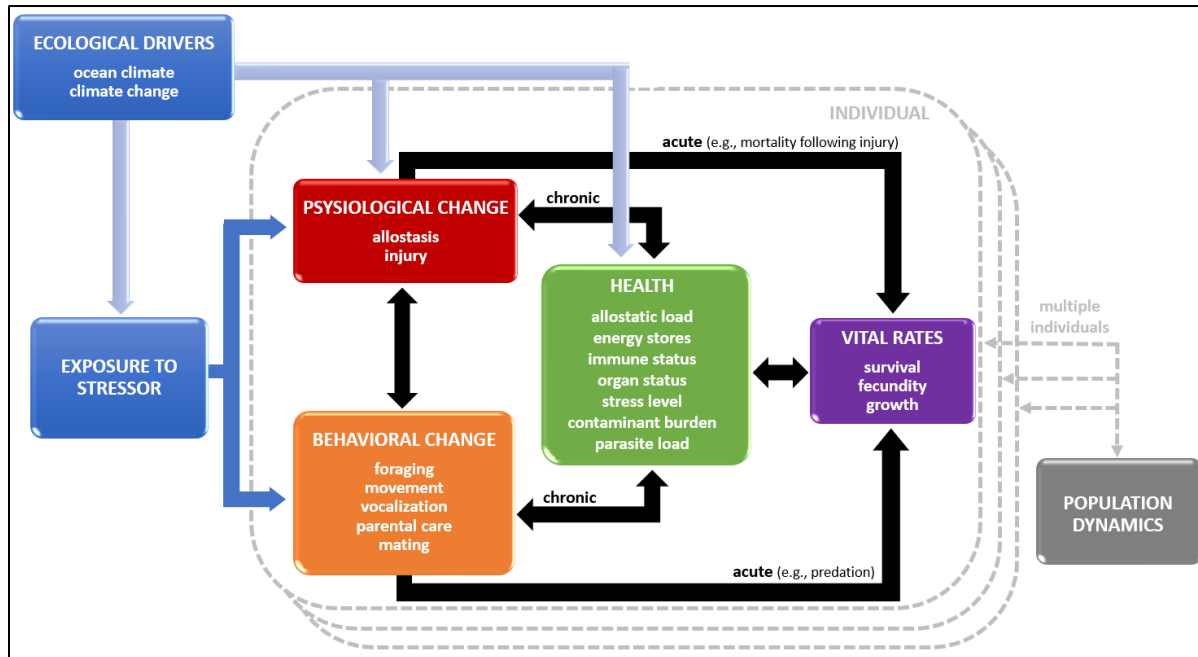 ECOLOGICAL DRIVERS
ocean climate
climate change
INDIVIDUAL
acute (e.g., mortality following injury)
PSYSIOLOGICAL CHANGE
allostasis
injury
chronic
HEALTH
allostatic load
energy stores
immune status
organ status
stress level
contaminant burden
parasite load
multiple
individuals
VITAL RATES
survival
fecundity
growth
EXPOSURE TO
STRESSOR
BEHAVIORAL CHANGE
foraging
movement
vocalization
parental care
mating
chronic
POPULATION
DYNAMICS
acute (e.g., predation)